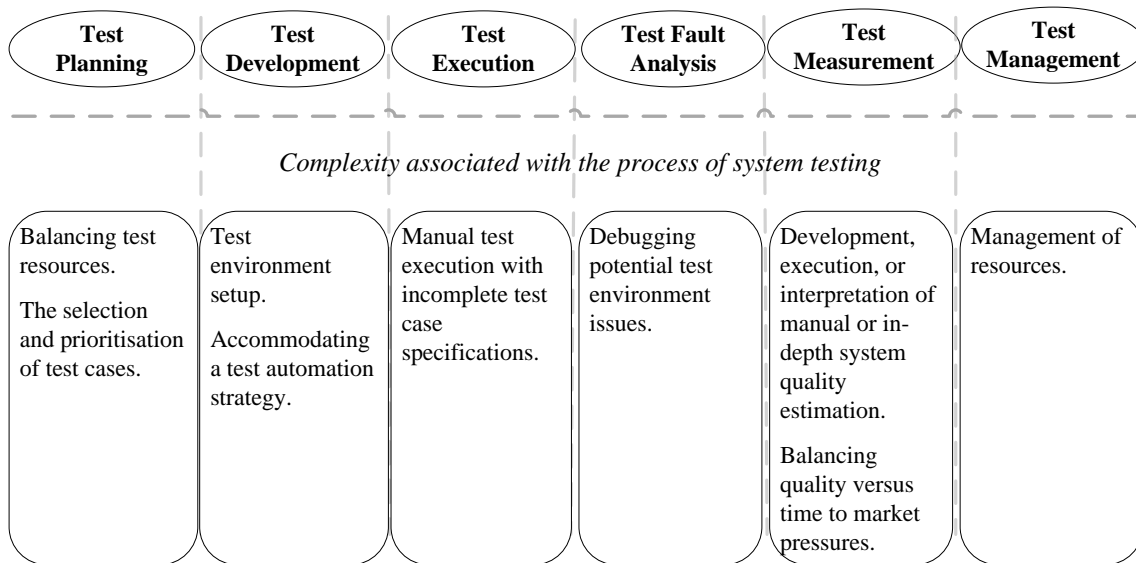 Test
Planning
Test
Development
Test
Execution
Test Fault
Analysis
Test
Measurement
Test
Management
Complexity associated with the process of system testing
Balancing test
resources.
The selection
and prioritisation
of test cases.
Test
environment
setup.
Accommodating
a test automation
strategy.
Manual test
execution with
incomplete test
case
specifications.
Debugging
potential test
environment
issues.
Development,
execution, or
interpretation of
manual or in-
depth system
quality
estimation.
Balancing
quality versus
time to market
pressures.
Management of
resources.